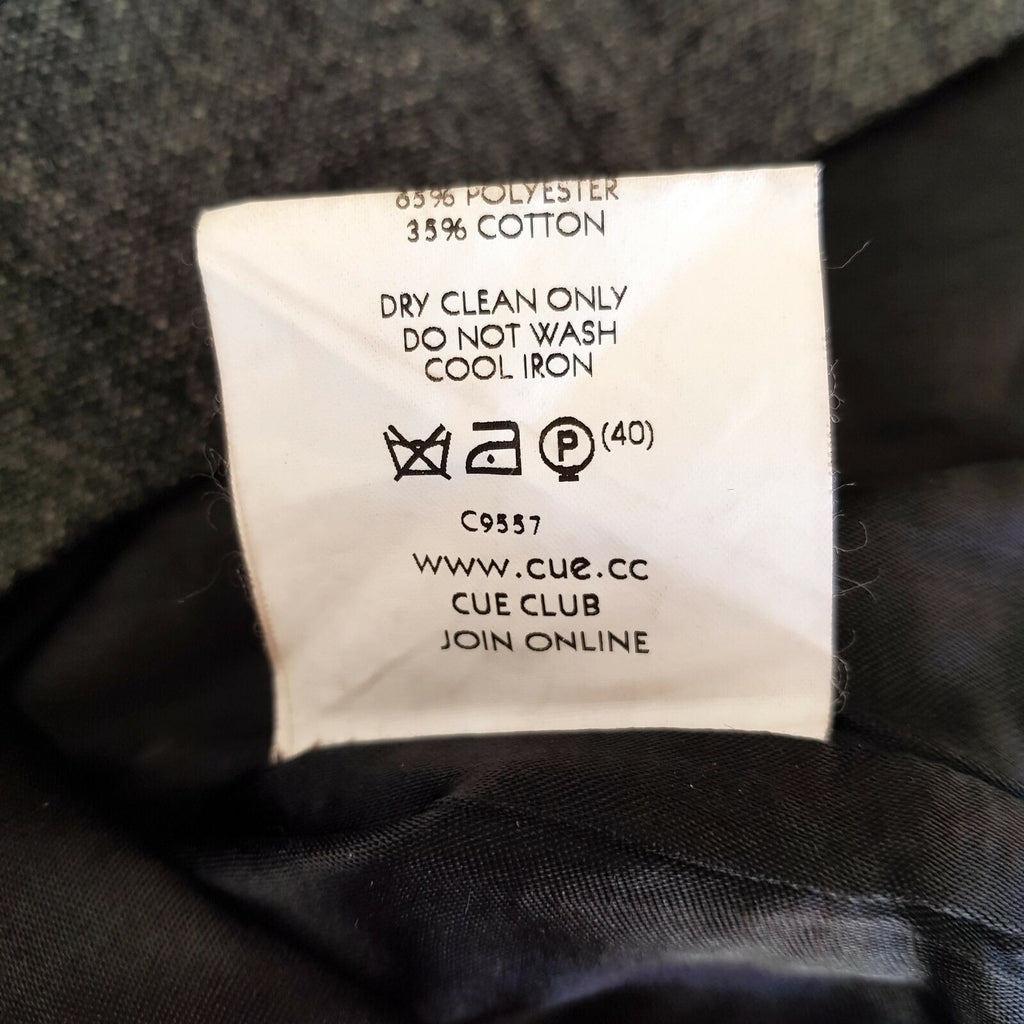 65% POLYESTER
35% COTTON
DRY CLEAN ONLY
DO NOT WASH
COOL IRON
P (40)
C9557
www.cue.cc
CUE CLUB
JOIN ONLINE